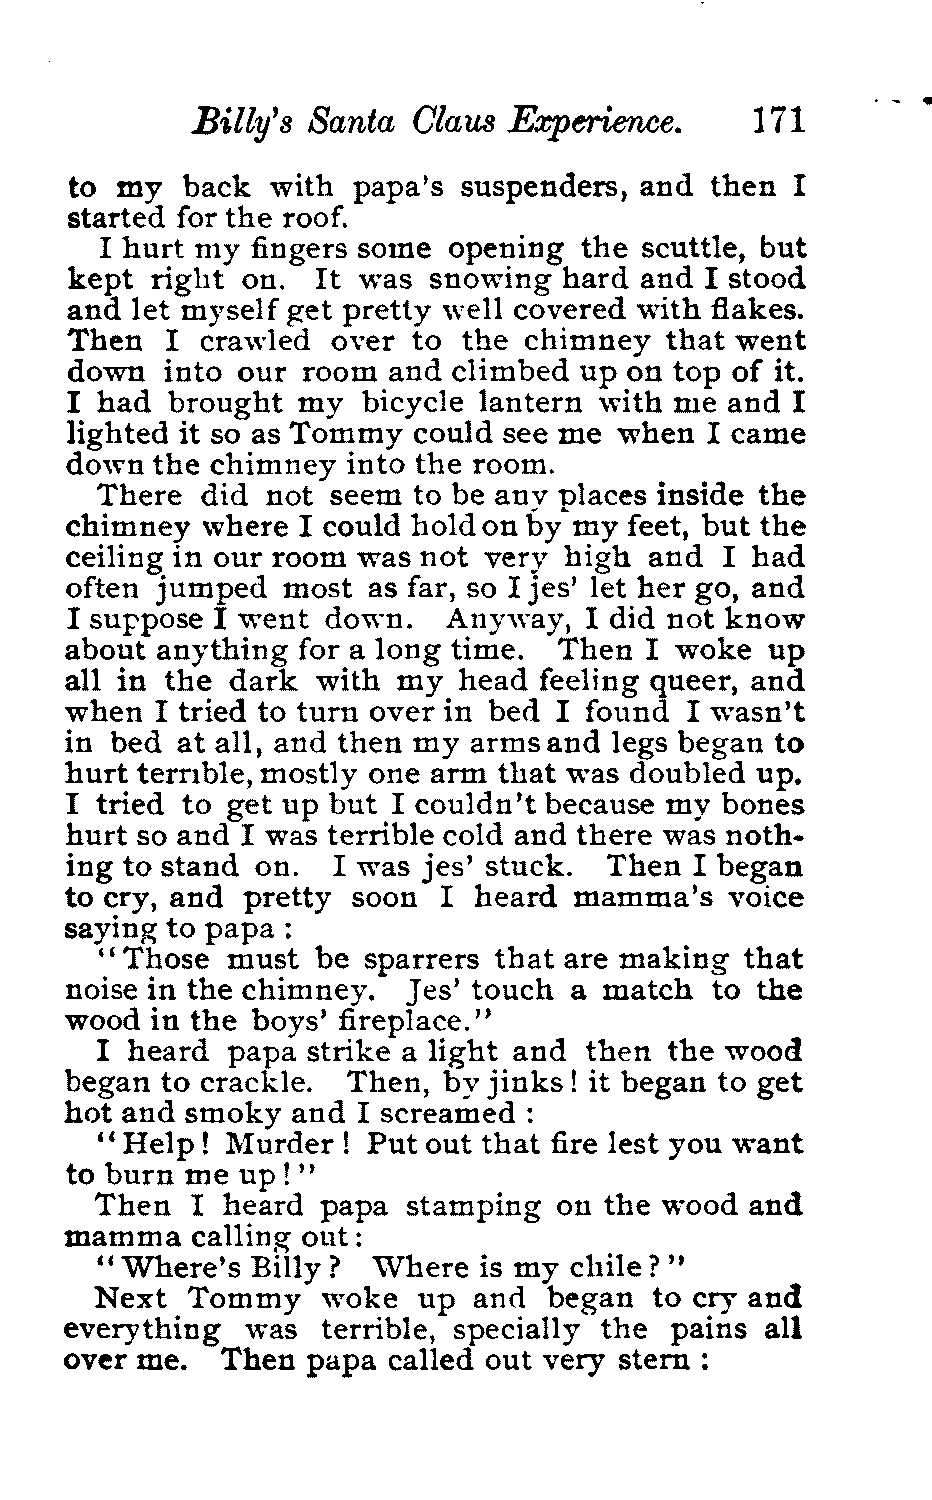 Billy's Santa Claus Experience. 171
to my back with papa's suspenders, and then I
started for the roof.
I hurt my fingers some opening the scuttle, but
kept right on. It was snowing hard and I stood
and let myself get pretty well covered with flakes.
Then I crawled over to the chimney that went
down into our room and climbed up on top of it.
I had brought my bicycle lantern with me and I
lighted it so as Tommy could see me when I came
down the chimney into the room.
There did not seem to be any places inside the
chimney where I could hold on by my feet, but the
ceiling in our room was not very high and I had
often jumped most as far, so I jes' let her go, and
I suppose I went down. Anyway, I did not know
about anything for a long time. Then I woke up
all in the dark with my head feeling queer, and
when I tried to turn over in bed I found I wasn't
in bed at all, and then my arms and legs began to
hurt terrible, mostly one arm that was doubled up.
I tried to get up but I couldn't because my bones
hurt so and I was terrible cold and there was noth-
ing to stand on. I was jes' stuck. Then I began
to cry, and pretty soon I heard mamma's voice
saying to papa :
"Those must be sparrers that are making that
noise in the chimney. Jes' touch a match to the
wood in the boys' fireplace."
I heard papa strike a light and then the wood
began to crackle. Then, by jinks! it began to get
hot and smoky and I screamed :
"Help! Murder! Put out that fire lest you want
to burn me up!"
Then I heard papa stamping on the wood and
mamma calling out:
"Where's Billy? Where is my chile?"
Next Tommy woke up and began to cry and
everything was terrible, specially the pains all
over me. Then papa called out very stern :